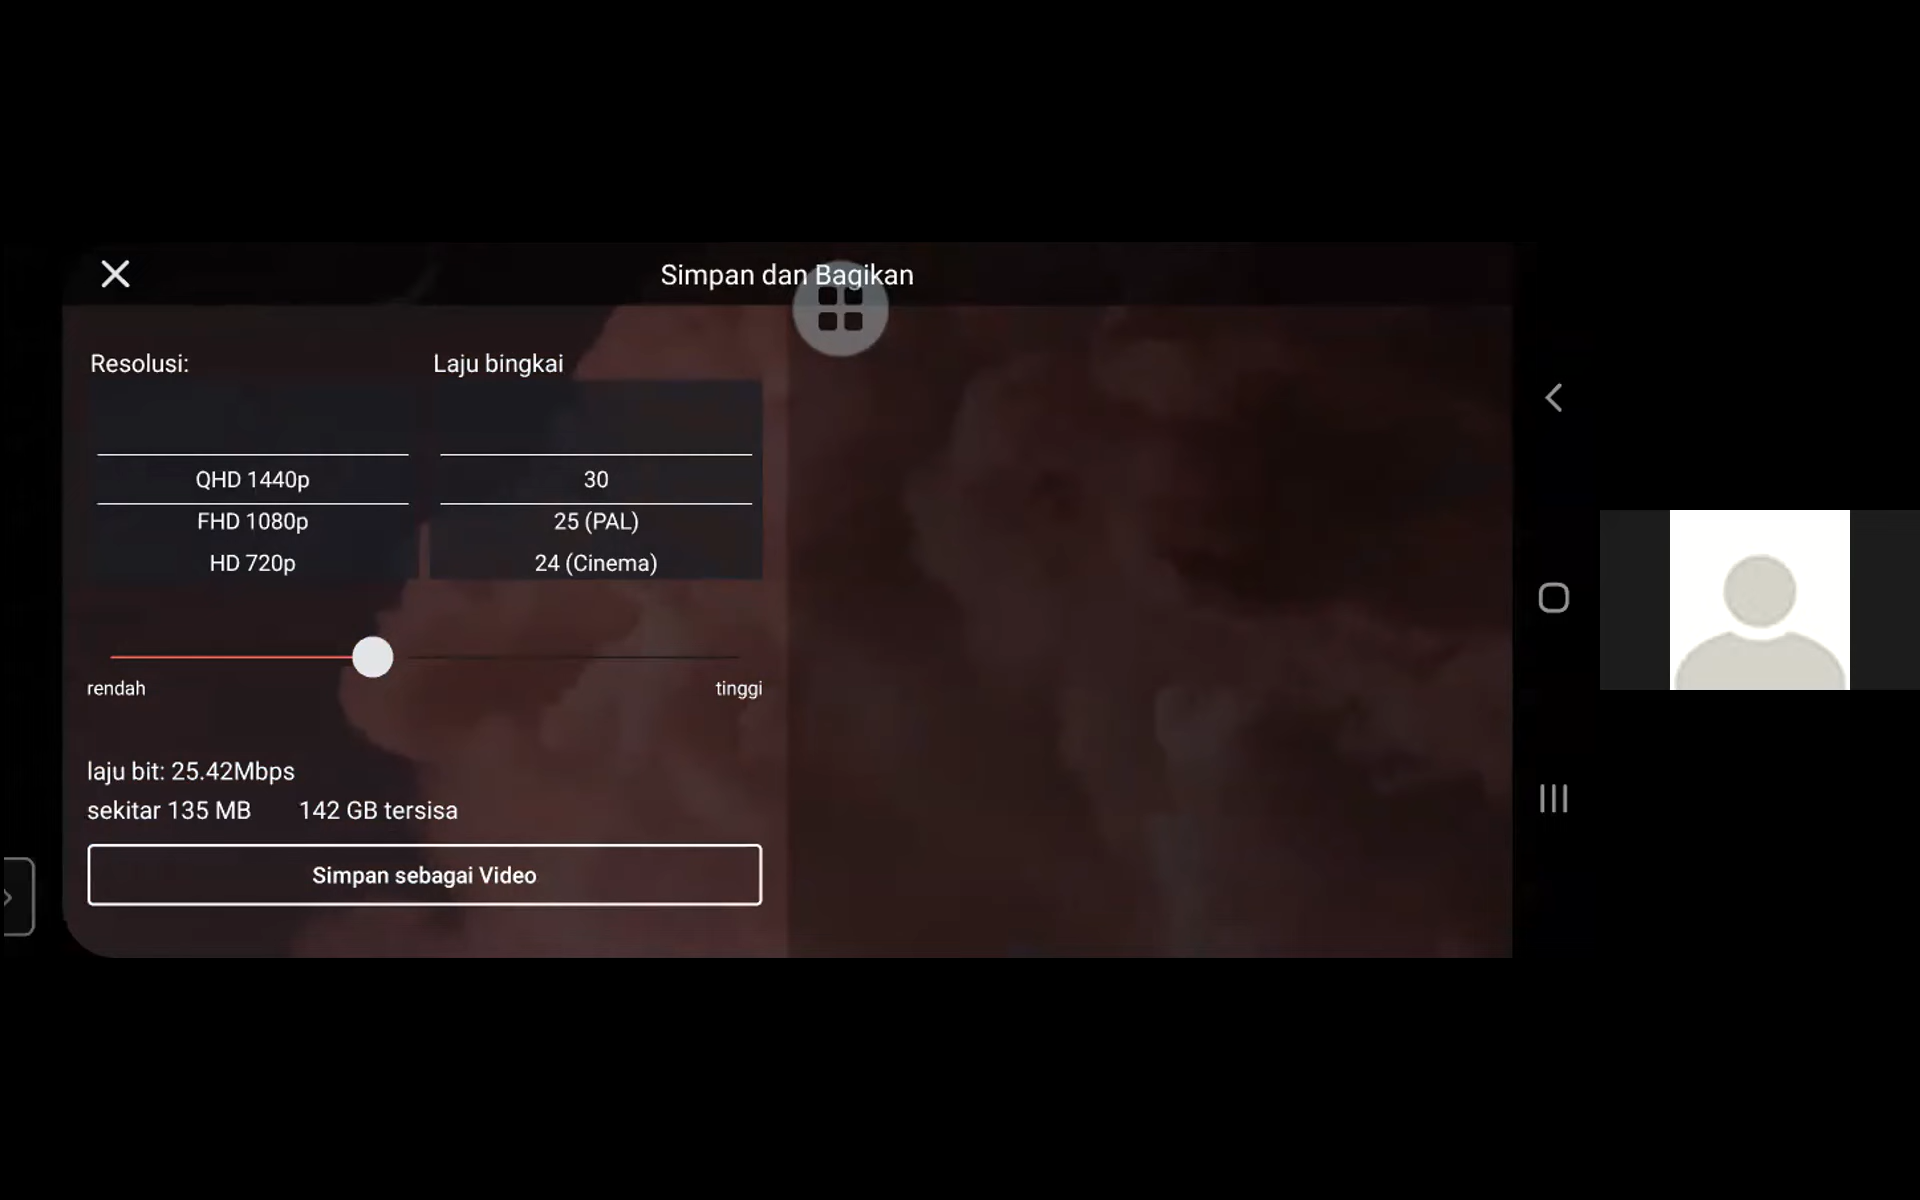 Simpan dan Bagikan
Resolusi:
Laju bingkai
QHD 1440p
30
FHD 1080p
25 (PAL)
HD 720p
24 (Cinema)
rendah
tinggi
laju bit: 25.42Mbps
sekitar 135 MB 142 GB tersisa
Simpan sebagai Video